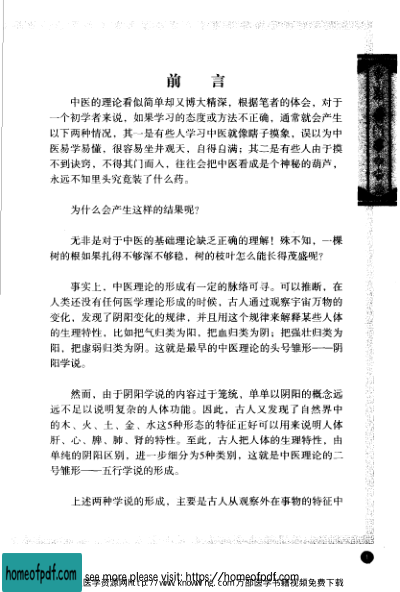 前 言
中医的理论看似简单却又博大精深，根据笔者的体会，对于
一个初学者来说，如果学习的态度或方法不正确，通常就会产生
以下两种情况，其一是有些人学习中医就像瞎子摸象，误以为中
医易学易懂，很容易坐井观天，自得自满；其二是有些人由于摸
不到诀窍，不得其门而入，往往会把中医看成是个神秘的葫芦，
永远不知里头究竟装了什么药。
为什么会产生这样的结果呢?
无非是对于中医的基础理论缺乏正确的理解！殊不知，一棵
树的根如果扎得不够深不够稳，树的枝叶怎么能长得茂盛呢?
事实上，中医理论的形成有一定的脉络可寻。可以推断，在
人类还没有任何医学理论形成的时候，古人通过观察宇宙万物的
变化，发现了阴阳变化的规律，并且用这个规律来解释某些人体
的生理特性，比如把气归类为阳，把血归类为阴；把强壮归类为
阳，把虚弱归类为阴。这就是最早的中医理论的头号雏形——阴
阳学说。
然而，由于阴阳学说的内容过于笼统，单单以阴阳的概念远
远不足以说明复杂的人体功能。因此，古人又发现了自然界中
的木、火、土、金、水这5种形态的特征正好可以用来说明人体
肝、心、脾、肺、肾的特性。至此，古人把人体的生理特性，由
单纯的阴阳区别，进一步细分为5种类别，这就是中医理论的二
号雏形——五行学说的形成。
上述两种学说的形成，主要是古人从观察外在事物的特征中
homeofpdf.com
see more please visit: https://homeofpdf.com
医学资源网http://www.knowing.com 万部医学书籍视频免费下载